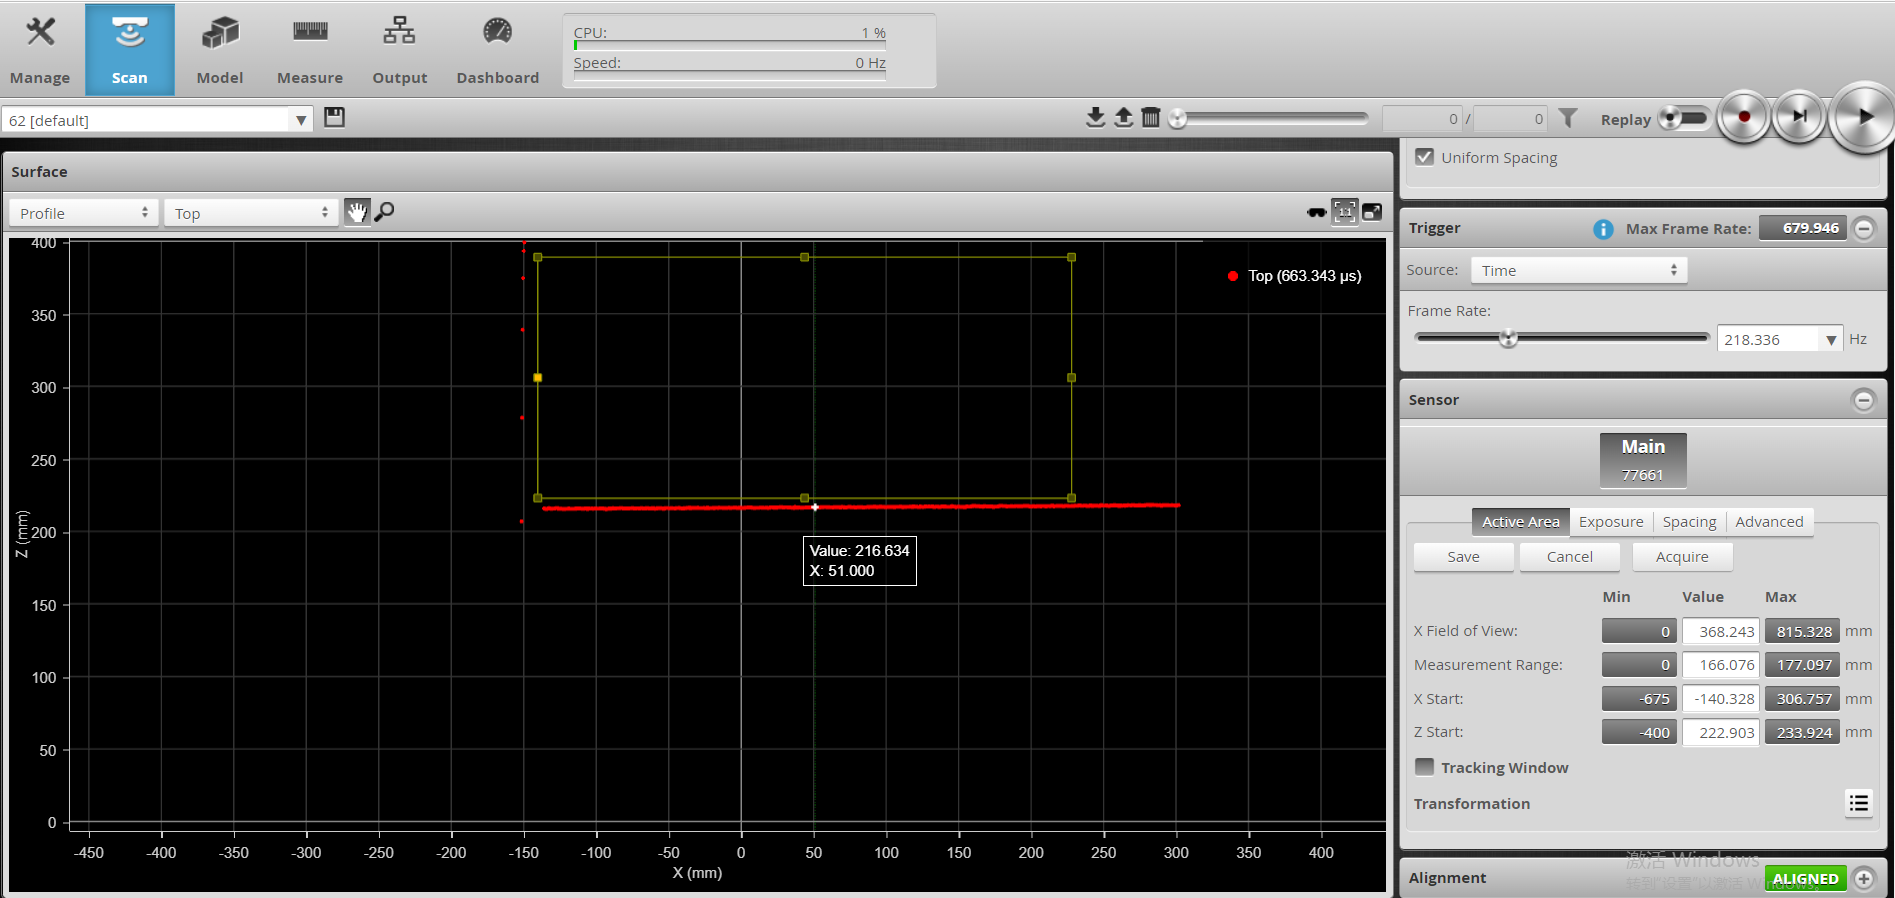 Manage
Scan
Model
Measure
Output
Dashboard
CPU: 1 %
Speed: 0 Hz
62 [default]
0 / 0
Replay
Surface
Profile
Top
Top (663.343 µs)
400
350
300
250
200
150
100
50
0
Z (mm)
Value: 216.634
X: 51.000
-450 -400 -350 -300 -250 -200 -150 -100 -50 0 50 100 150 200 250 300 350 400
X (mm)
Uniform Spacing
Trigger
Max Frame Rate: 679.946
Source: Time
Frame Rate:
218.336 Hz
Sensor
Main
77661
Active Area Exposure Spacing Advanced
Save Cancel Acquire
Min Value Max
X Field of View: 0 368.243 815.328 mm
Measurement Range: 0 166.076 177.097 mm
X Start: -675 -140.328 306.757 mm
Z Start: -400 222.903 233.924 mm
Tracking Window
Transformation
激活 Windows
转到"设置"以激活 Windows。
Alignment ALIGNED